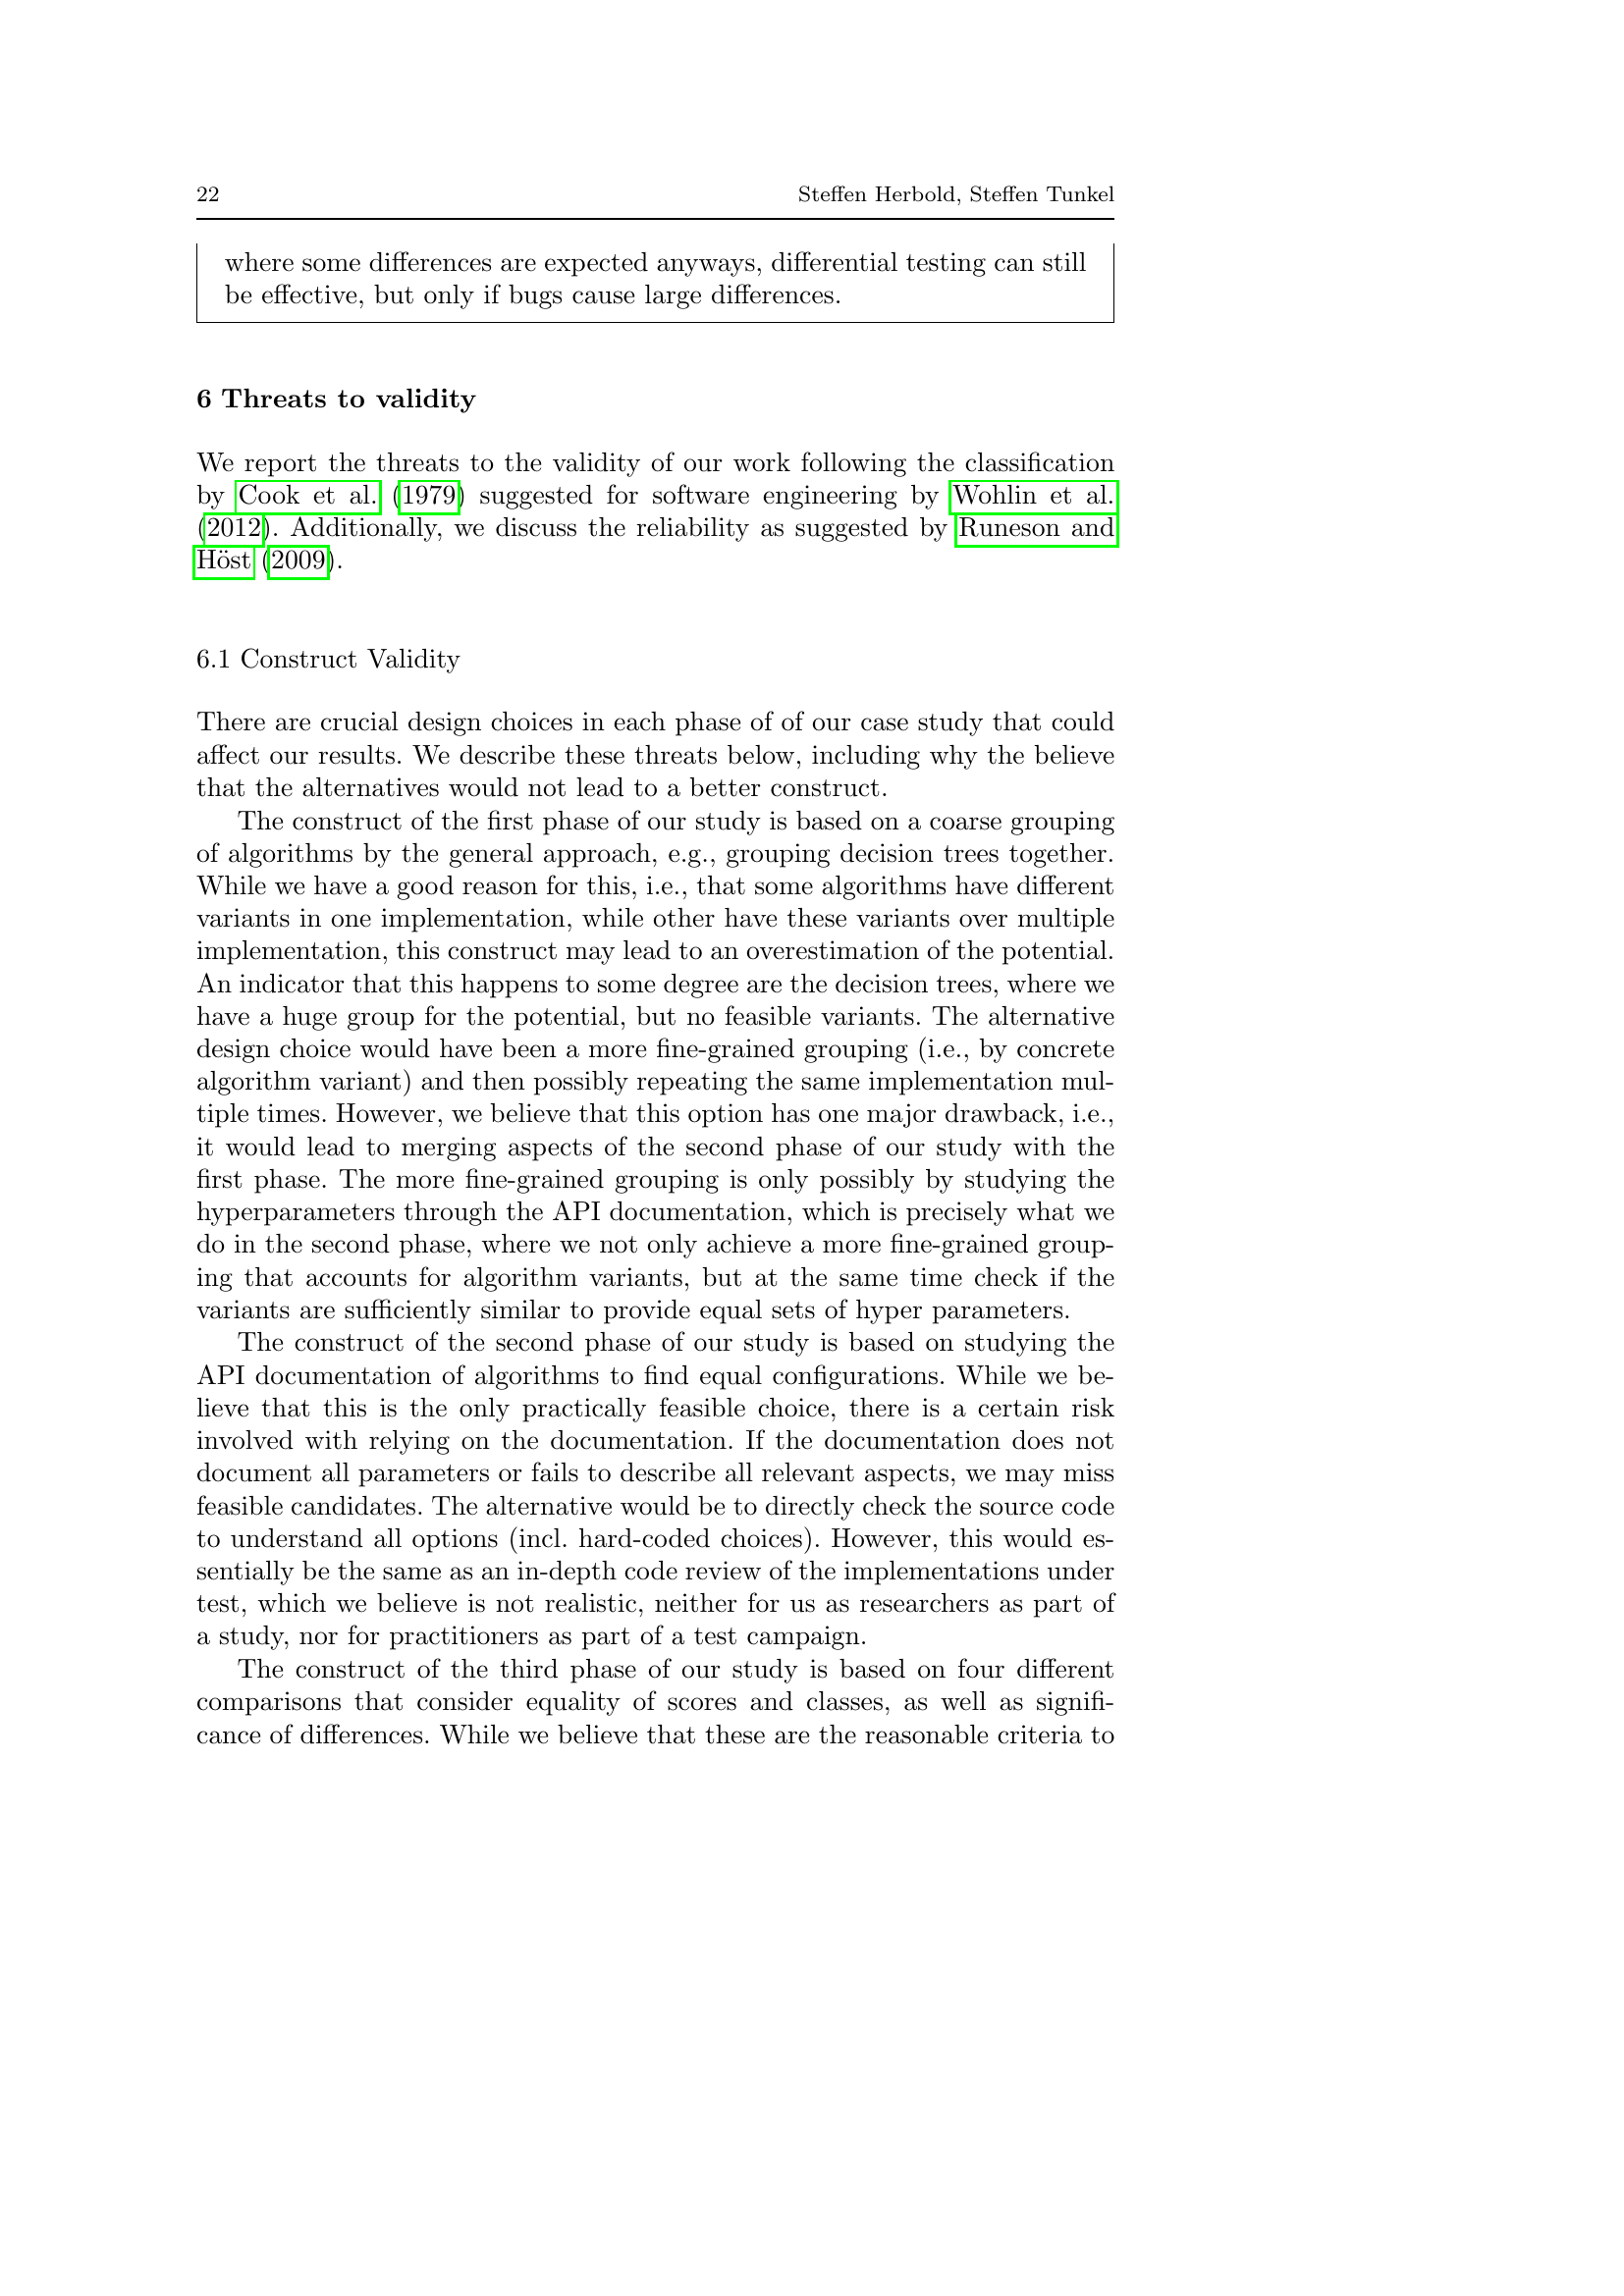 22
Steffen Herbold, Steffen Tunkel
where some differences are expected anyways, differential testing can still
be effective, but only if bugs cause large differences.
6 Threats to validity
We report the threats to the validity of our work following the classification
by Cook et al. (1979) suggested for software engineering by Wohlin et al.
(2012). Additionally, we discuss the reliability as suggested by Runeson and
Höst (2009).
6.1 Construct Validity
There are crucial design choices in each phase of of our case study that could
affect our results. We describe these threats below, including why the believe
that the alternatives would not lead to a better construct.
The construct of the first phase of our study is based on a coarse grouping
of algorithms by the general approach, e.g., grouping decision trees together.
While we have a good reason for this, i.e., that some algorithms have different
variants in one implementation, while other have these variants over multiple
implementation, this construct may lead to an overestimation of the potential.
An indicator that this happens to some degree are the decision trees, where we
have a huge group for the potential, but no feasible variants. The alternative
design choice would have been a more fine-grained grouping (i.e., by concrete
algorithm variant) and then possibly repeating the same implementation mul-
tiple times. However, we believe that this option has one major drawback, i.e.,
it would lead to merging aspects of the second phase of our study with the
first phase. The more fine-grained grouping is only possibly by studying the
hyperparameters through the API documentation, which is precisely what we
do in the second phase, where we not only achieve a more fine-grained group-
ing that accounts for algorithm variants, but at the same time check if the
variants are sufficiently similar to provide equal sets of hyper parameters.
The construct of the second phase of our study is based on studying the
API documentation of algorithms to find equal configurations. While we be-
lieve that this is the only practically feasible choice, there is a certain risk
involved with relying on the documentation. If the documentation does not
document all parameters or fails to describe all relevant aspects, we may miss
feasible candidates. The alternative would be to directly check the source code
to understand all options (incl. hard-coded choices). However, this would es-
sentially be the same as an in-depth code review of the implementations under
test, which we believe is not realistic, neither for us as researchers as part of
a study, nor for practitioners as part of a test campaign.
The construct of the third phase of our study is based on four different
comparisons that consider equality of scores and classes, as well as signifi-
cance of differences. While we believe that these are the reasonable criteria to